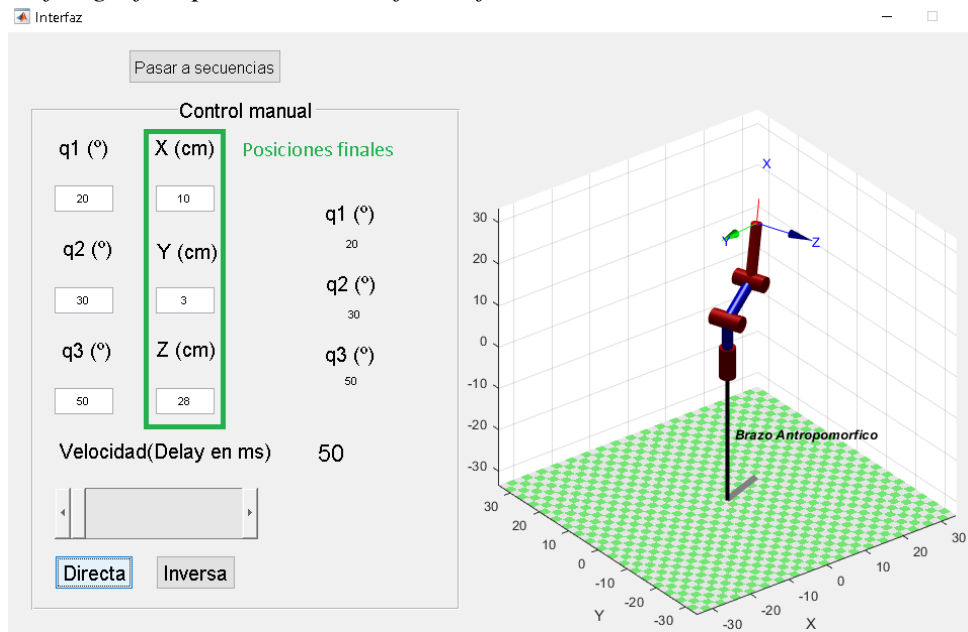 Interfaz
Pasar a secuencias
Control manual
q1 (º)
X (cm)
Posiciones finales
20
10
q1 (º)
20
q2 (º)
Y (cm)
q2 (º)
30
3
30
q3 (º)
Z (cm)
q3 (º)
50
50
28
Velocidad(Delay en ms)
50
Directa
Inversa
X
Y
Z
30
20
10
0
-10
-20
-30
Brazo Antropomorfico
30
20
10
0
-10
-20
-30
Y
-30
-20
-10
0
10
20
30
X